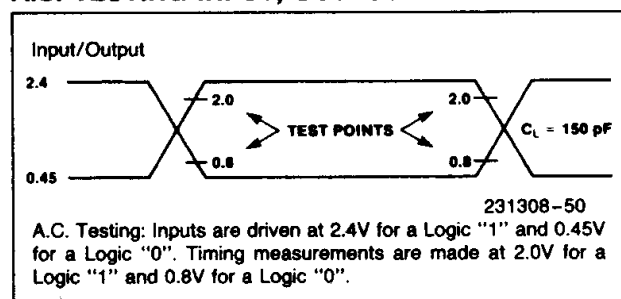 Input/Output
2.4
2.0
2.0
TEST POINTS
C_L = 150 pF
0.8
0.8
0.45
231308-50
A.C. Testing: Inputs are driven at 2.4V for a Logic "1" and 0.45V
for a Logic "0". Timing measurements are made at 2.0V for a
Logic "1" and 0.8V for a Logic "0".